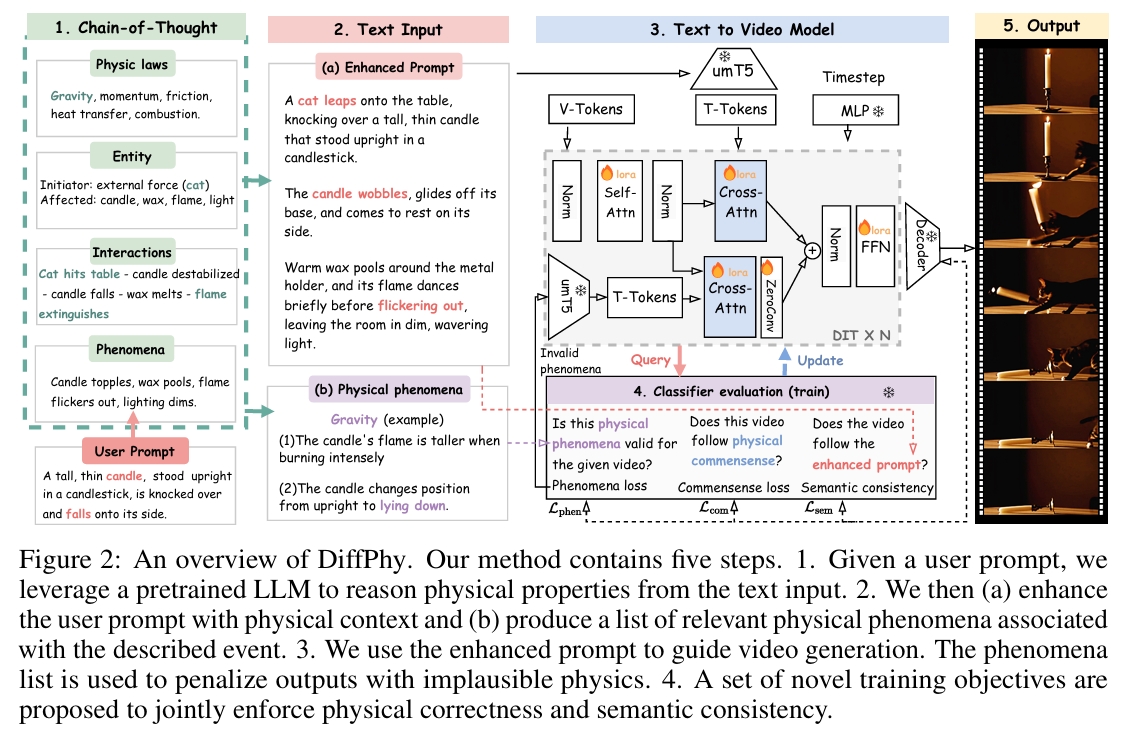 1. Chain-of-Thought
Physic laws
Gravity, momentum, friction,
heat transfer, combustion.
Entity
Initiator: external force (cat)
Affected: candle, wax, flame, light
Interactions
Cat hits table - candle destabilized
- candle falls - wax melts - flame
extinguishes
Phenomena
Candle topples, wax pools, flame
flickers out, lighting dims.
User Prompt
A tall, thin candle, stood upright
in a candlestick, is knocked over
and falls onto its side.
2. Text Input
(a) Enhanced Prompt
A cat leaps onto the table,
knocking over a tall, thin candle
that stood upright in a
candlestick.
The candle wobbles, glides off its
base, and comes to rest on its
side.
Warm wax pools around the metal
holder, and its flame dances
briefly before flickering out,
leaving the room in dim, wavering
light.
(b) Physical phenomena
Gravity (example)
(1)The candle's flame is taller when
burning intensely
(2)The candle changes position
from upright to lying down.
3. Text to Video Model
umT5
Timestep
V-Tokens
T-Tokens
MLP
Norm
lora
Self-
Attn
Norm
lora
Cross-
Attn
umT5
T-Tokens
lora
Cross-
Attn
ZeroConv
Norm
lora
FFN
Decoder
DIT X N
Invalid
phenomena
Query
Update
4. Classifier evaluation (train)
Is this physical
phenomena valid for
the given video?
Phenomena loss
Does this video
follow physical
commensense?
Commensense loss
Does the video
follow the
enhanced prompt?
Semantic consistency
ℒphen
ℒcom
ℒsem
5. Output
Figure 2: An overview of DiffPhy. Our method contains five steps. 1. Given a user prompt, we
leverage a pretrained LLM to reason physical properties from the text input. 2. We then (a) enhance
the user prompt with physical context and (b) produce a list of relevant physical phenomena associated
with the described event. 3. We use the enhanced prompt to guide video generation. The phenomena
list is used to penalize outputs with implausible physics. 4. A set of novel training objectives are
proposed to jointly enforce physical correctness and semantic consistency.